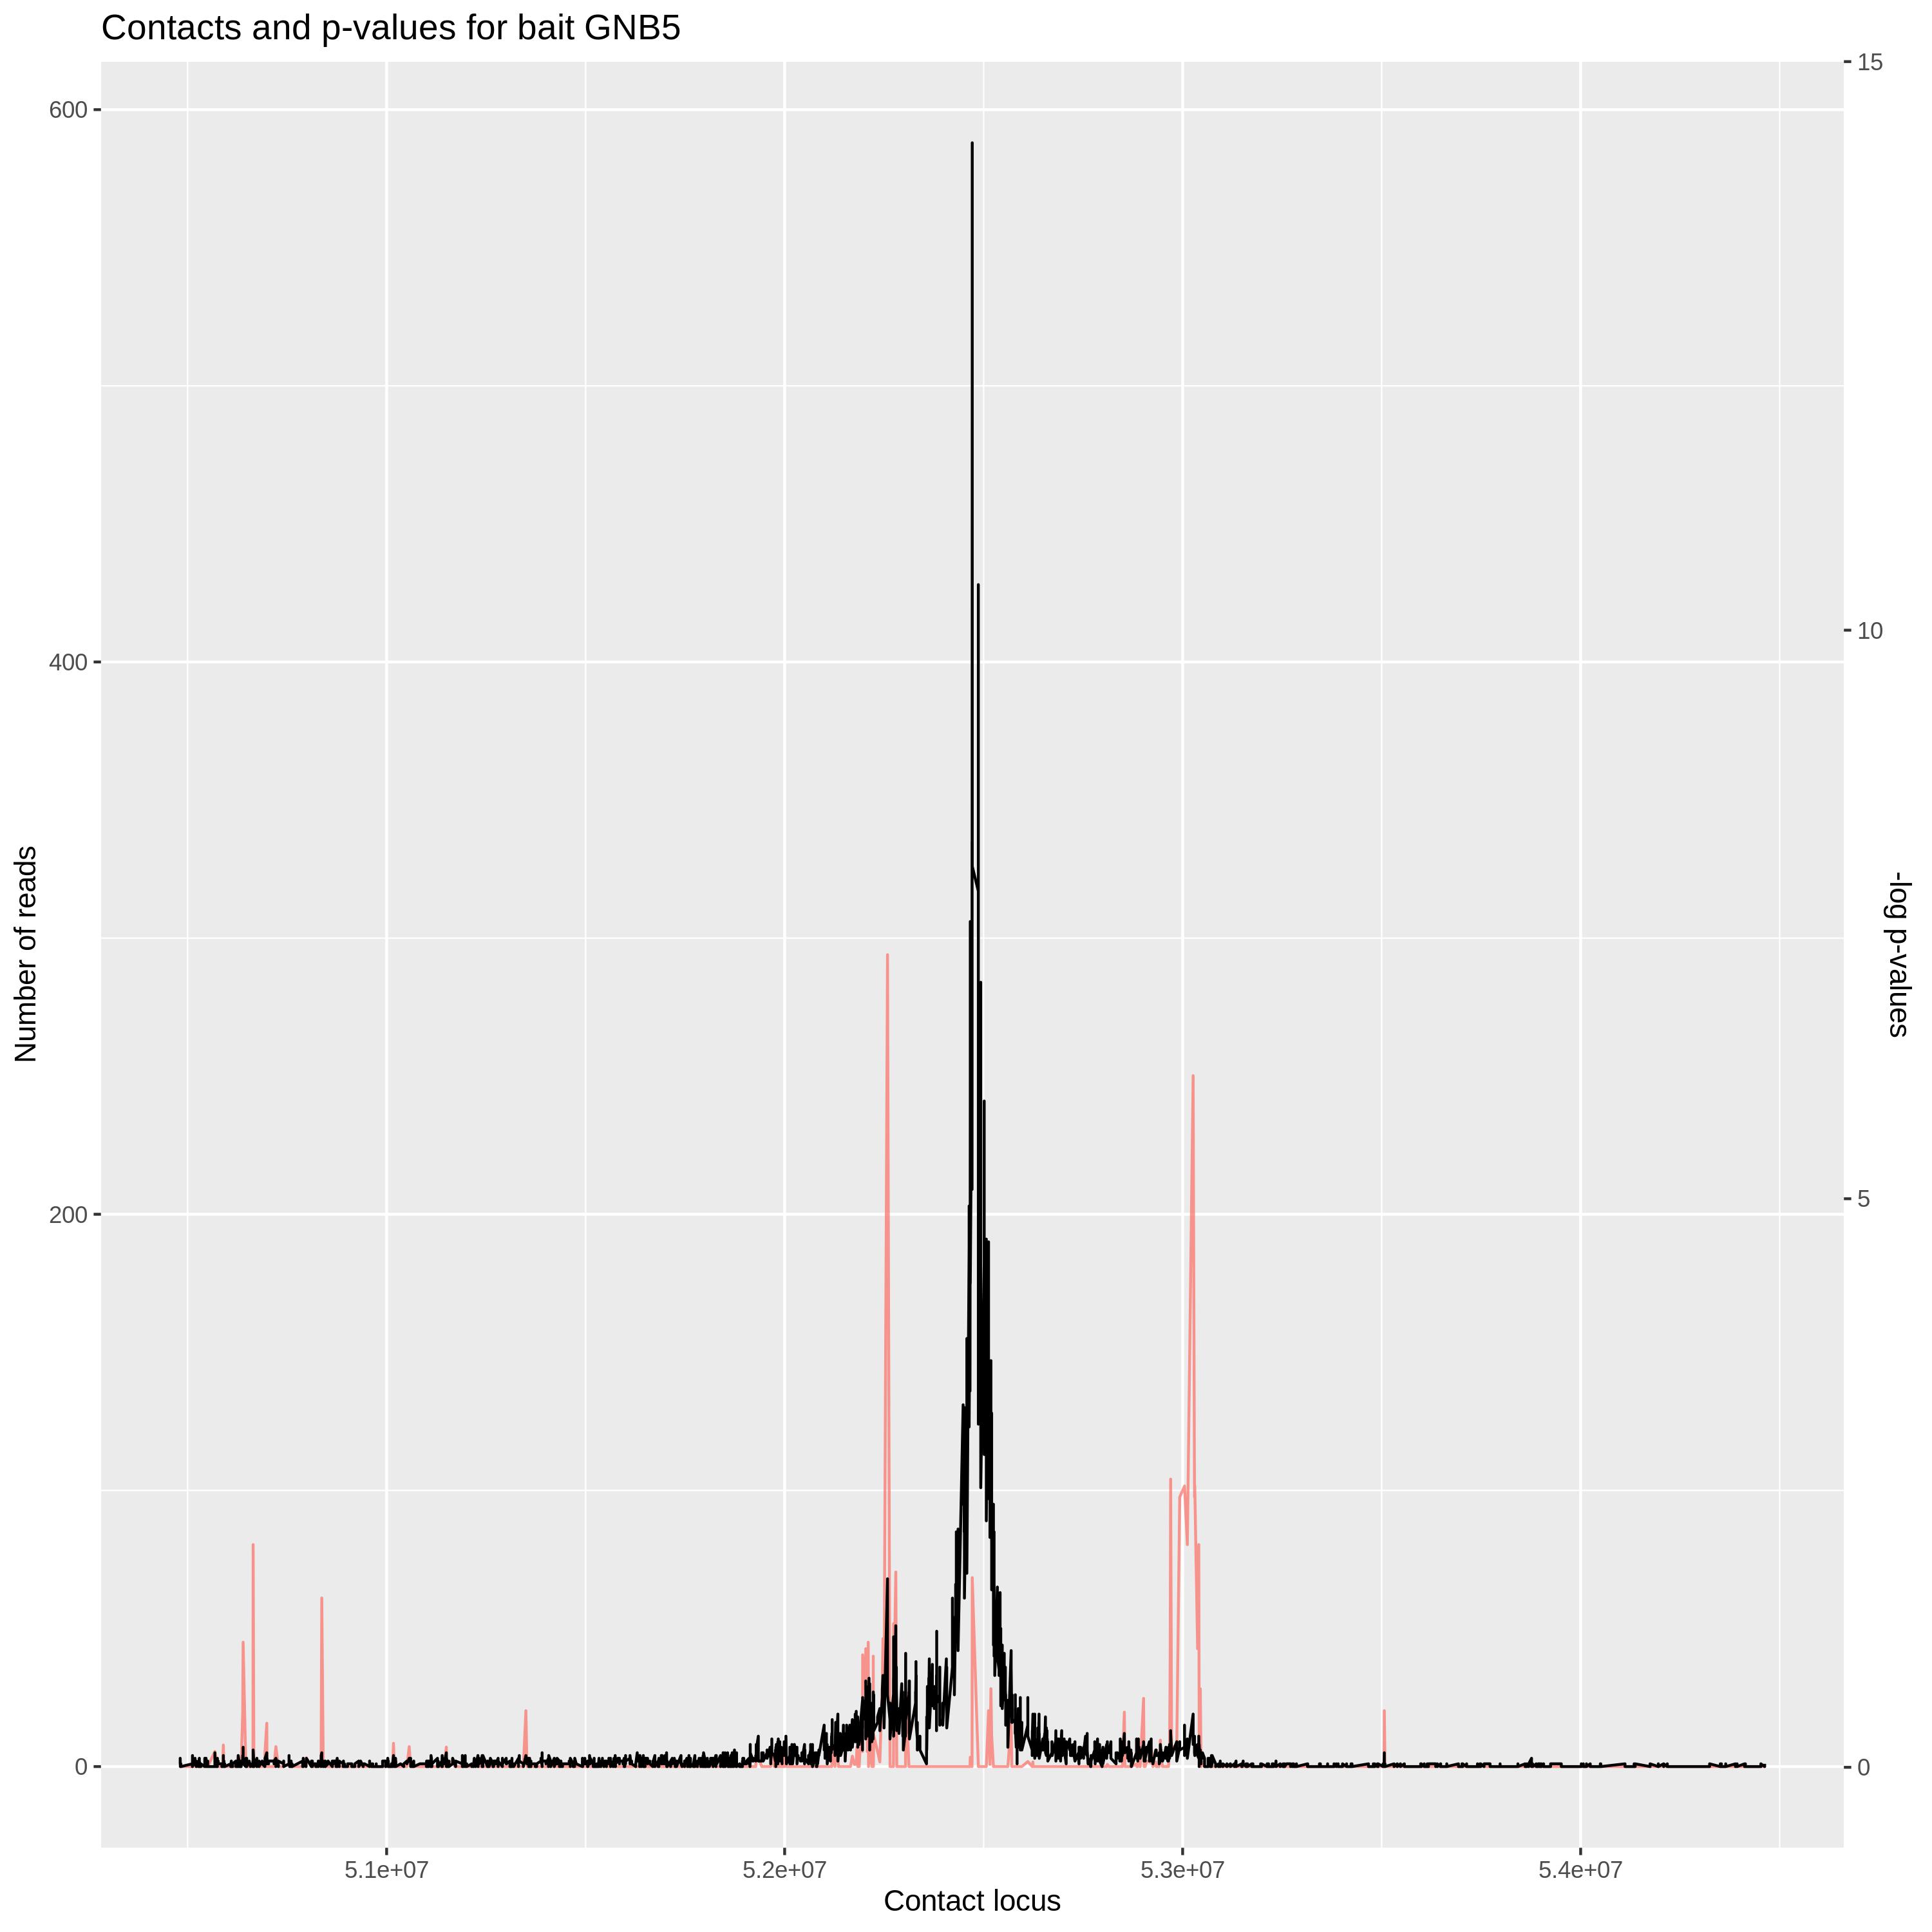 Contacts and p-values for bait GNB5
600
400
200
0
15
10
5
0
Number of reads
-log p-values
5.1e+07
5.2e+07
5.3e+07
5.4e+07
Contact locus